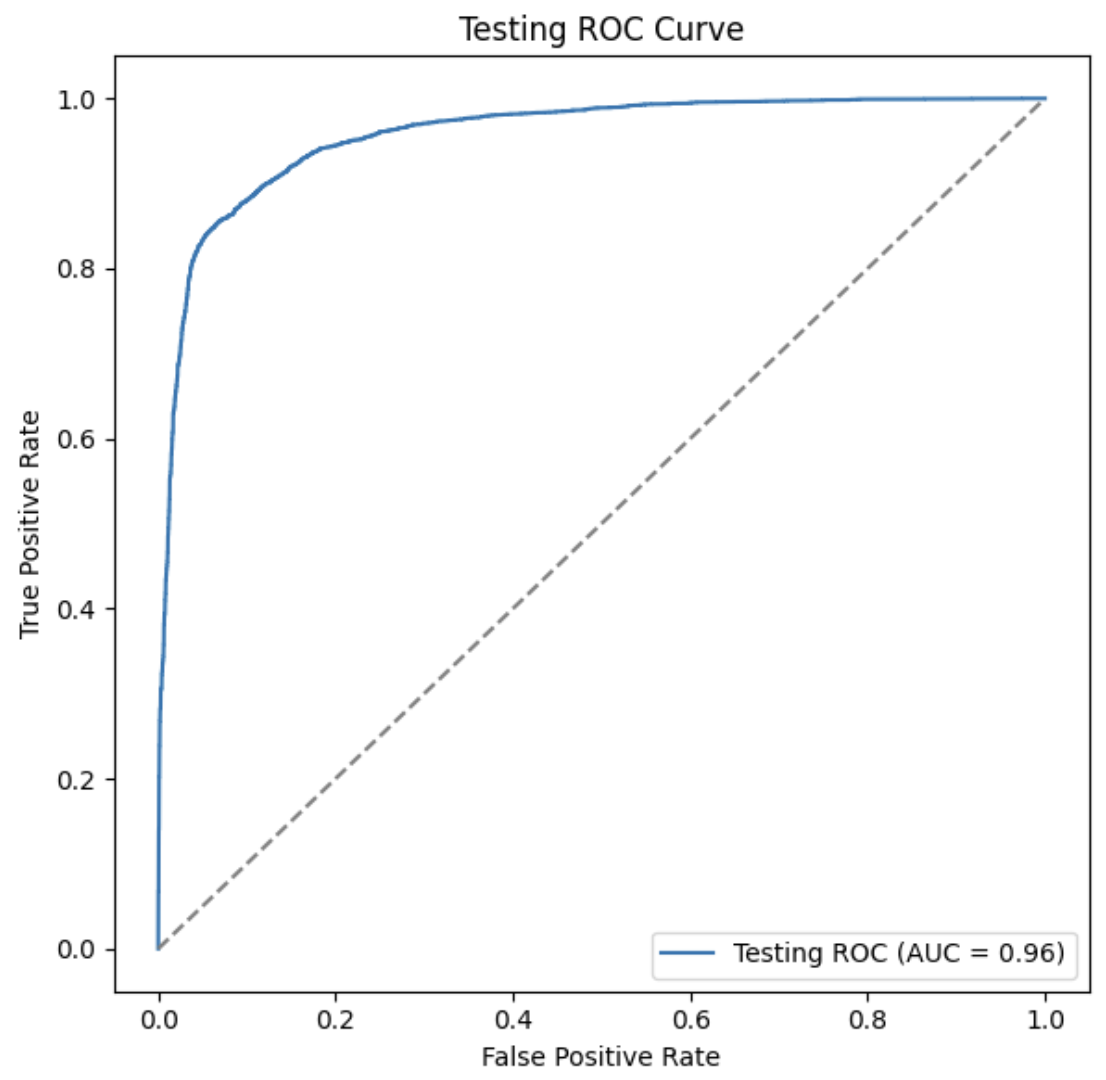 Testing ROC Curve
1.0
0.8
0.6
0.4
0.2
0.0
True Positive Rate
Testing ROC (AUC = 0.96)
0.0 0.2 0.4 0.6 0.8 1.0
False Positive Rate